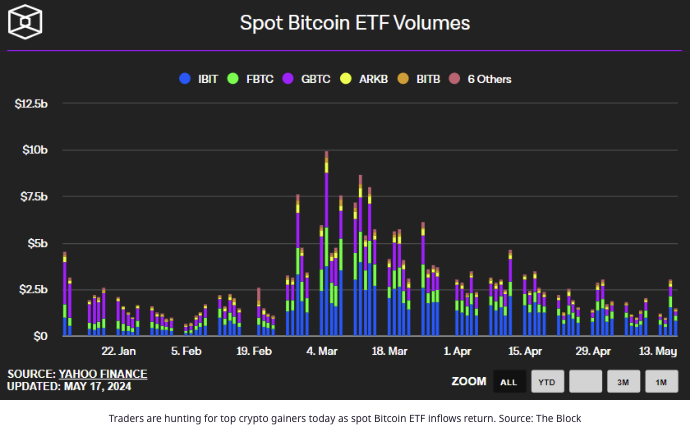 Spot Bitcoin ETF Volumes
IBIT FBTC GBTC ARKB BITB 6 Others
$12.5b
$10b
$7.5b
$5b
$2.5b
$0
22. Jan 5. Feb 19. Feb 4. Mar 18. Mar 1. Apr 15. Apr 29. Apr 13. May
SOURCE: YAHOO FINANCE
UPDATED: MAY 17, 2024
ZOOM ALL YTD 3M 1M
Traders are hunting for top crypto gainers today as spot Bitcoin ETF inflows return. Source: The Block